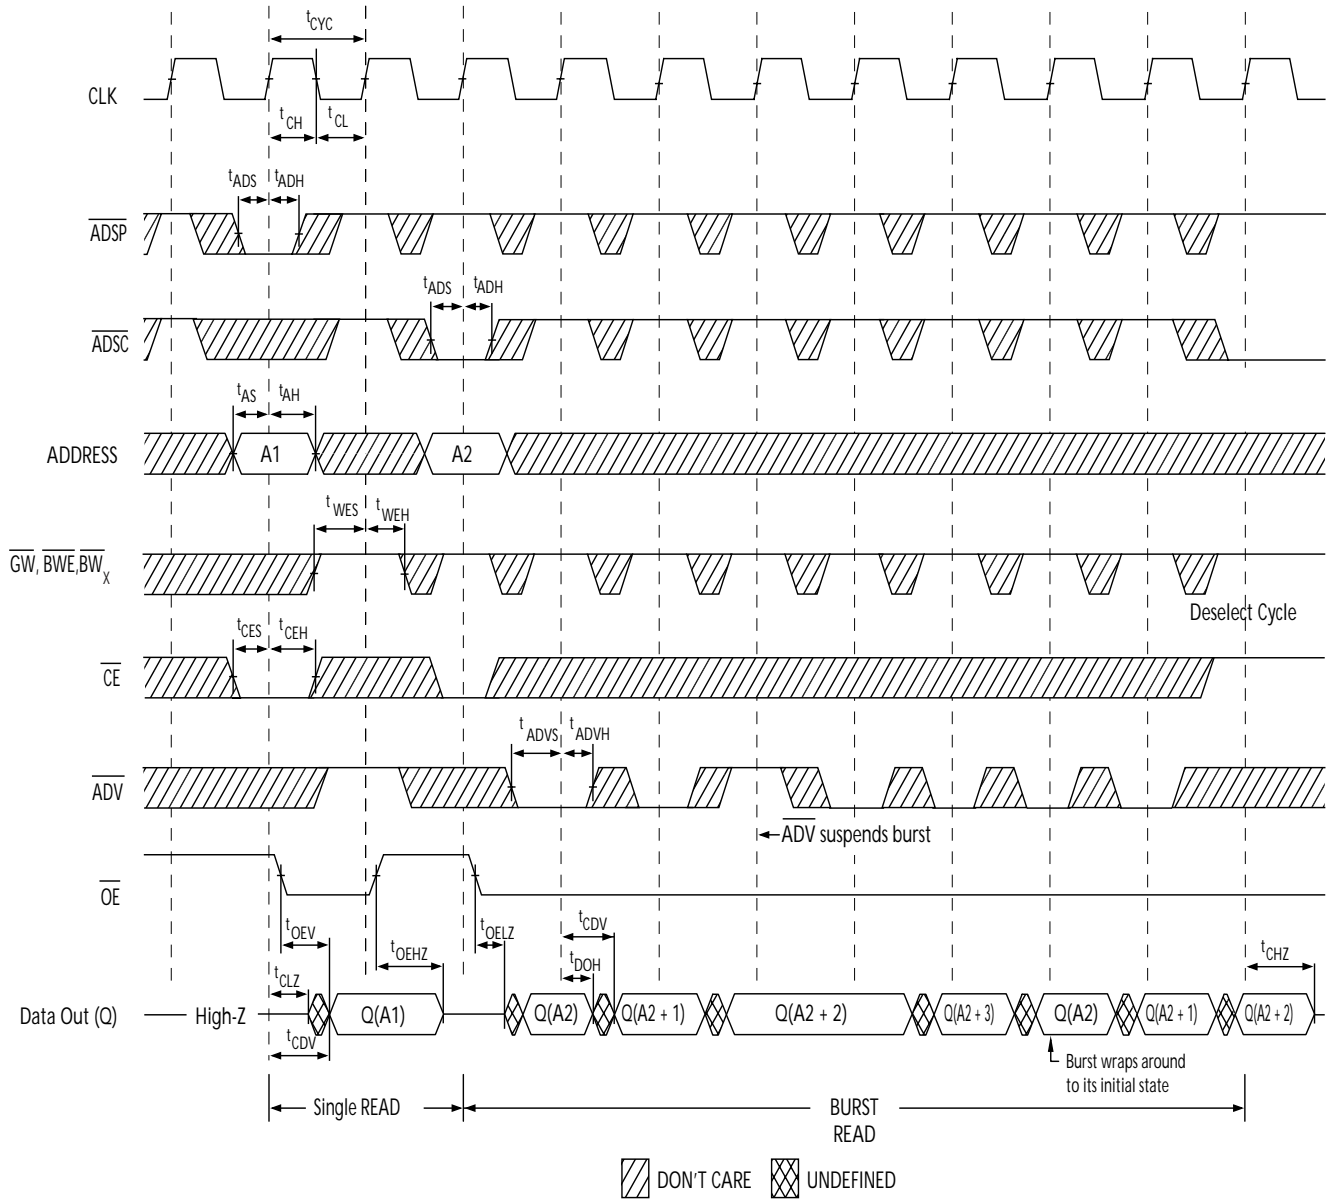 tCYC
CLK
tCH
tCL
tADS
tADH
ADSP
tADS
tADH
ADSC
tAS
tAH
ADDRESS
A1
A2
tWES
tWEH
GW, BWE,BWX
Deselect Cycle
tCES
tCEH
CE
tADVS
tADVH
ADV
ADV suspends burst
OE
tOEV
tOEHZ
tOELZ
tCDV
tDOH
tCHZ
tCLZ
Data Out (Q)
High-Z
Q(A1)
Q(A2)
Q(A2 + 1)
Q(A2 + 2)
Q(A2 + 3)
Q(A2)
Q(A2 + 1)
Q(A2 + 2)
tCDV
Burst wraps around
to its initial state
Single READ
BURST
READ
DON'T CARE
UNDEFINED